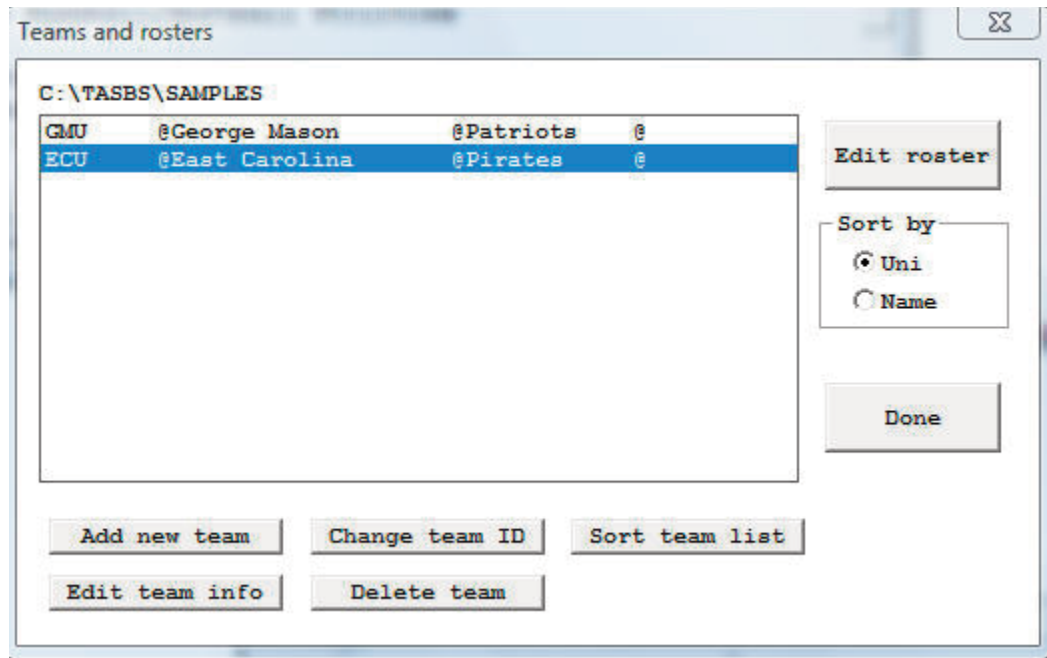 Teams and rosters
C:\TASBS\SAMPLES
GMU @George Mason @Patriots @
ECU @East Carolina @Pirates @
Edit roster
Sort by
Uni
Name
Done
Add new team Change team ID Sort team list
Edit team info Delete team